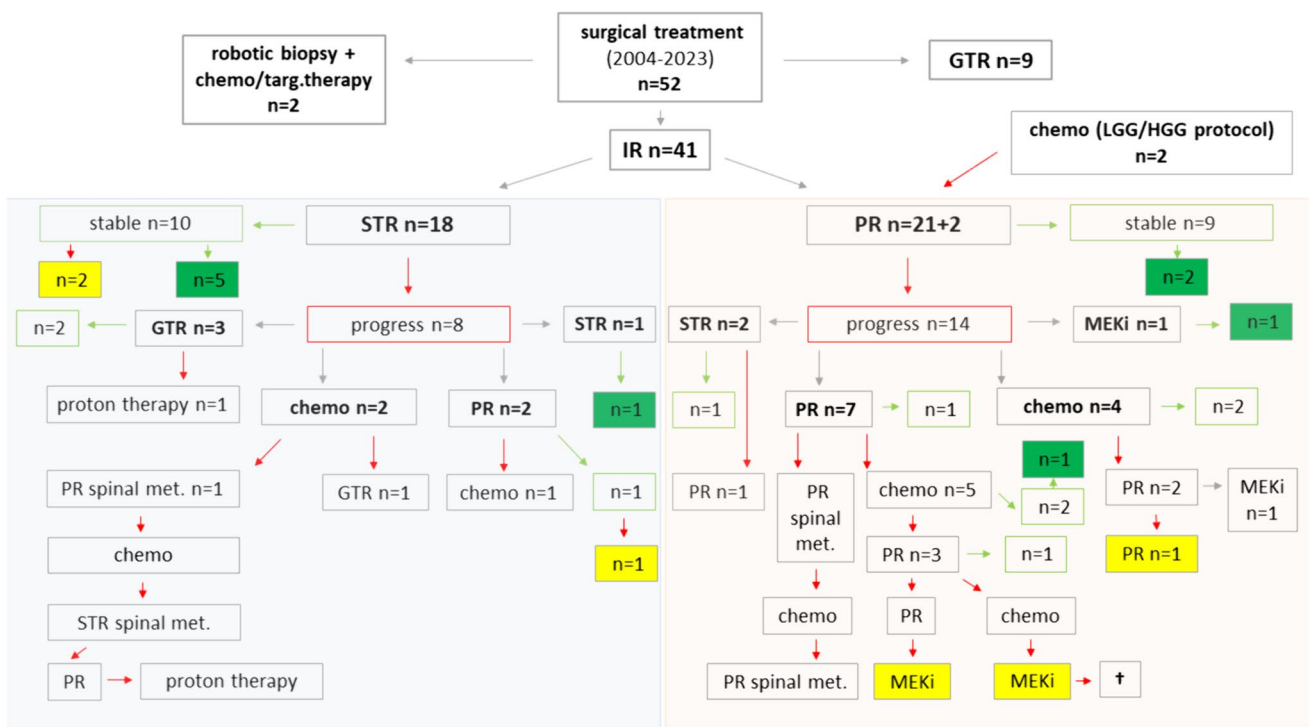 surgical treatment
(2004-2023)
n=52
robotic biopsy +
chemo/targ.therapy
n=2
GTR n=9
IR n=41
chemo (LGG/HGG protocol)
n=2
stable n=10
STR n=18
n=2
n=5
n=2
GTR n=3
progress n=8
STR n=1
proton therapy n=1
chemo n=2
PR n=2
n=1
PR spinal met. n=1
GTR n=1
chemo n=1
n=1
chemo
n=1
STR spinal met.
PR
proton therapy
PR n=21+2
stable n=9
n=2
STR n=2
progress n=14
MEKi n=1
n=1
n=1
PR n=7
n=1
chemo n=4
n=2
n=1
PR n=1
PR
spinal
met.
chemo n=5
n=2
PR n=2
MEKi
n=1
PR n=3
n=1
PR n=1
chemo
PR
chemo
PR spinal met.
MEKi
MEKi
✝